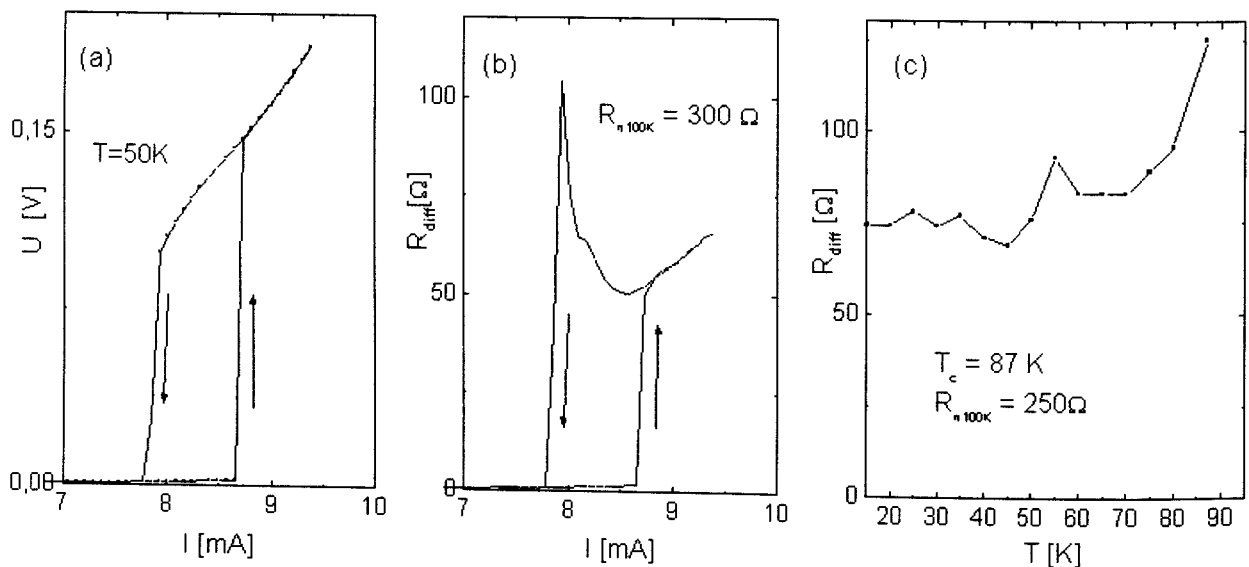 (a)
T=50K
U [V]
0,15
0,00
7
8
9
10
I [mA]
(b)
R_n 100K = 300 Ω
R_diff [Ω]
100
50
0
7
8
9
10
I [mA]
(c)
R_diff [Ω]
100
50
0
T_c = 87 K
R_n 100K = 250Ω
20
30
40
50
60
70
80
90
T [K]